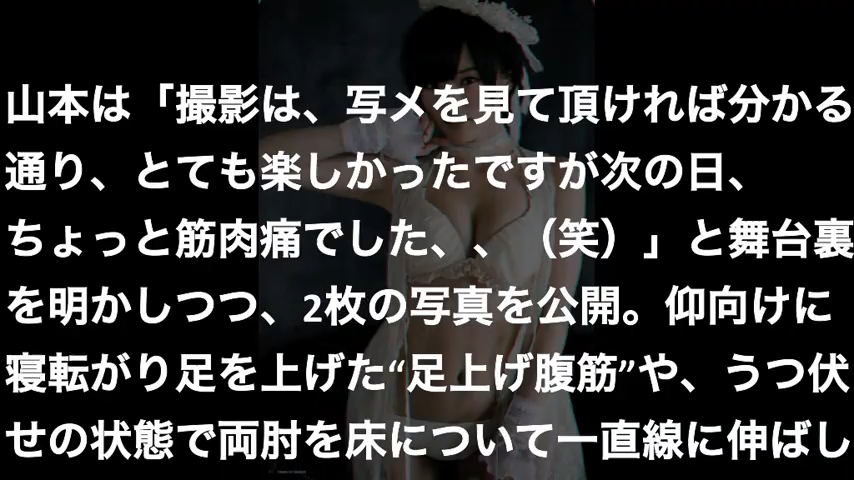 山本は「撮影は、写メを見て頂ければ分かる
通り、とても楽しかったですが次の日、
ちょっと筋肉痛でした、、（笑）」と舞台裏
を明かしつつ、2枚の写真を公開。仰向けに
寝転がり足を上げた“足上げ腹筋”や、うつ伏
せの状態で両肘を床について一直線に伸ばし